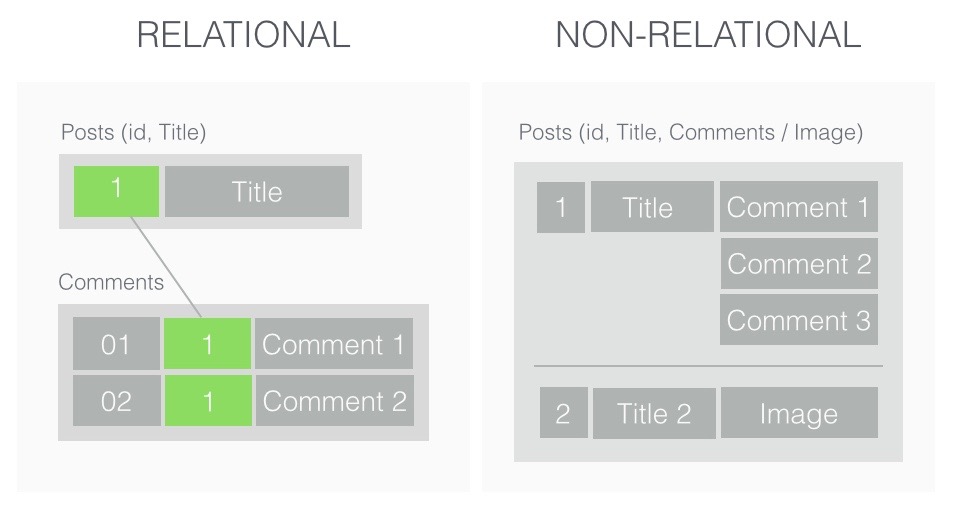 RELATIONAL
Posts (id, Title)
1 Title
Comments
01 1 Comment 1
02 1 Comment 2
NON-RELATIONAL
Posts (id, Title, Comments / Image)
1 Title Comment 1
Comment 2
Comment 3
2 Title 2 Image